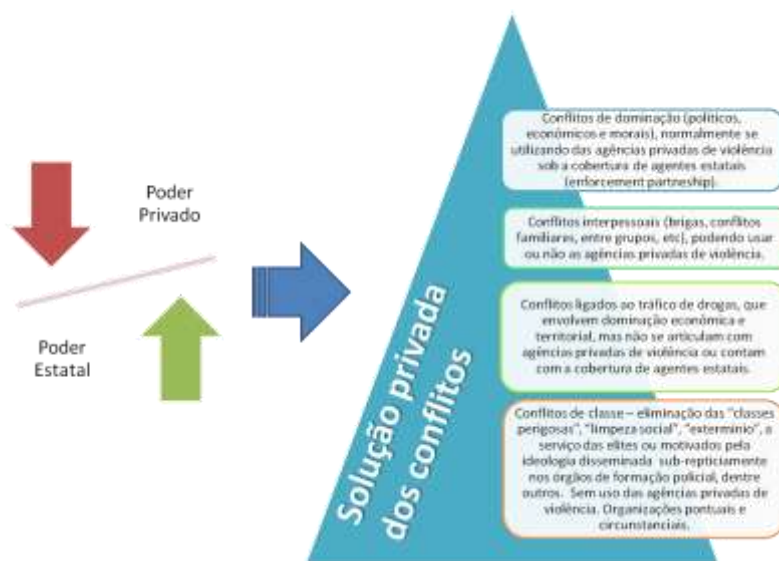 Poder
Privado
Poder
Estatal
Solução privada
dos conflitos
Conflitos de dominação (políticos,
econômicos e morais), normalmente se
utilizando das agências privadas de violência
sob a cobertura de agentes estatais
(enforcement partneship).
Conflitos interpessoais (brigas, conflitos
familiares, entre grupos, etc), podendo usar
ou não as agências privadas de violência.
Conflitos ligados ao tráfico de drogas, que
envolvem dominação econômica e
territorial, mas não se articulam com
agências privadas de violência ou contam
com a cobertura de agentes estatais.
Conflitos de classe – eliminação das "classes
perigosas", "limpeza social", "extermínio", a
serviço das elites ou motivados pela
ideologia disseminada sub-repticiamente
nos órgãos de formação policial, dentre
outros. Sem uso das agências privadas de
violência. Organizações pontuais e
circunstanciais.